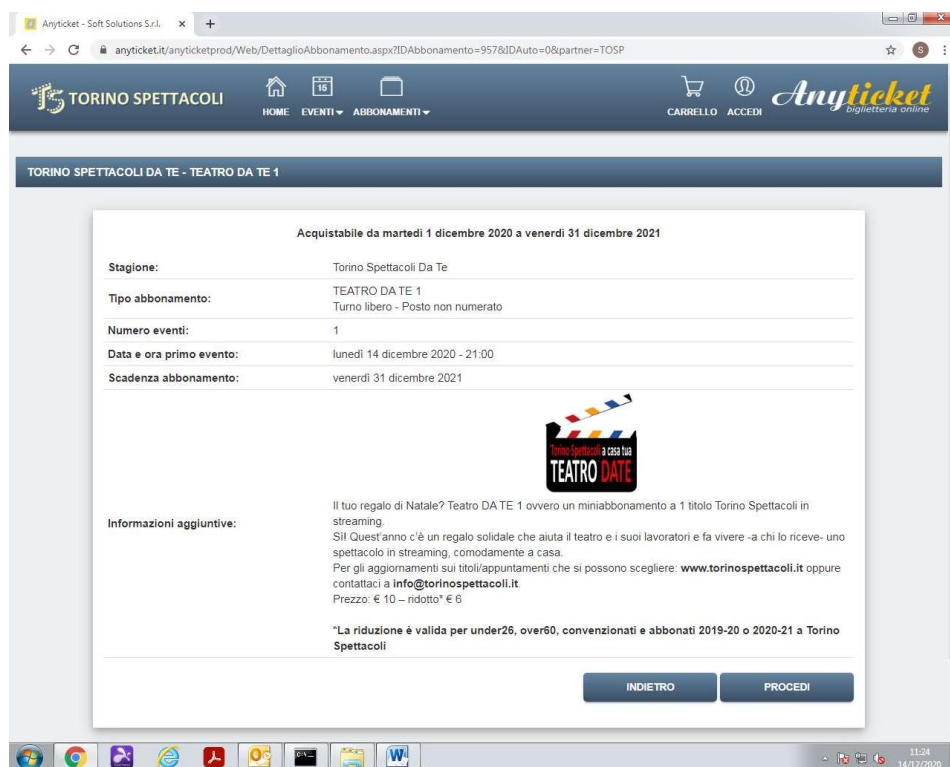 Anyticket - Soft Solutions S.r.l.
anyticket.it/anyticketprod/Web/DettaglioAbbonamento.aspx?IDAbbonamento=957&IDAuto=0&partner=TOSP
S
TS TORINO SPETTACOLI
HOME
15
EVENTI
ABBONAMENTI
CARRELLO
ACCEDI
Anyticket
biglietteria online
TORINO SPETTACOLI DA TE - TEATRO DA TE 1
Acquistabile da martedì 1 dicembre 2020 a venerdì 31 dicembre 2021
Stagione: Torino Spettacoli Da Te
Tipo abbonamento: TEATRO DA TE 1
Turno libero - Posto non numerato
Numero eventi: 1
Data e ora primo evento: lunedì 14 dicembre 2020 - 21:00
Scadenza abbonamento: venerdì 31 dicembre 2021
Torino Spettacoli a casa tua
TEATRO DATE
Informazioni aggiuntive:
Il tuo regalo di Natale? Teatro DA TE 1 ovvero un miniabbonamento a 1 titolo Torino Spettacoli in
streaming.
Sì! Quest'anno c'è un regalo solidale che aiuta il teatro e i suoi lavoratori e fa vivere -a chi lo riceve- uno
spettacolo in streaming, comodamente a casa.
Per gli aggiornamenti sui titoli/appuntamenti che si possono scegliere: www.torinospettacoli.it oppure
contattaci a info@torinospettacoli.it.
Prezzo: € 10 – ridotto* € 6
*La riduzione è valida per under26, over60, convenzionati e abbonati 2019-20 o 2020-21 a Torino
Spettacoli
INDIETRO
PROCEDI
11:24
14/12/2020